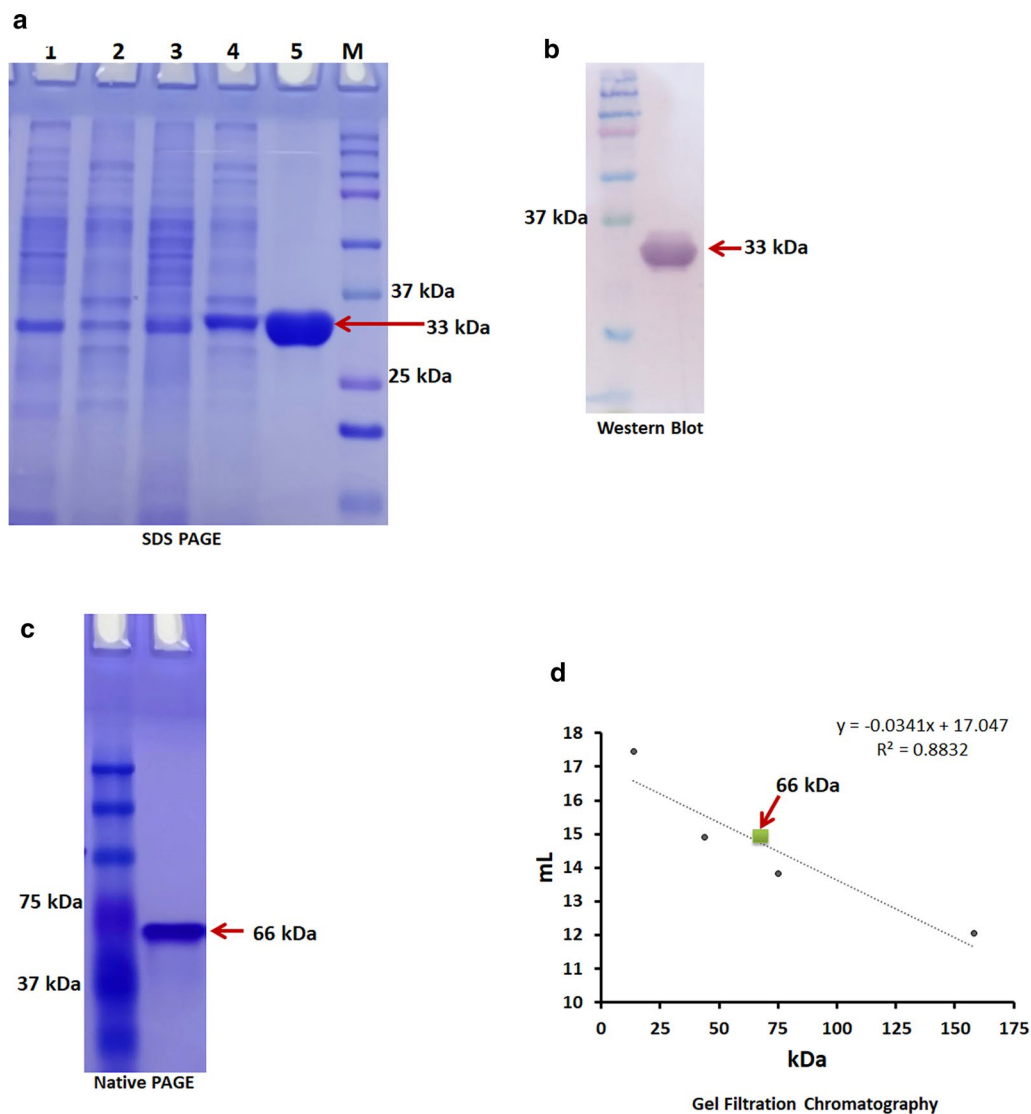 a
1 2 3 4 5 M
37 kDa
33 kDa
25 kDa
SDS PAGE
b
37 kDa
33 kDa
Western Blot
c
75 kDa
66 kDa
37 kDa
Native PAGE
d
y = -0.0341x + 17.047
R² = 0.8832
66 kDa
18
17
16
15
14
13
12
11
10
mL
0 25 50 75 100 125 150 175
kDa
Gel Filtration Chromatography